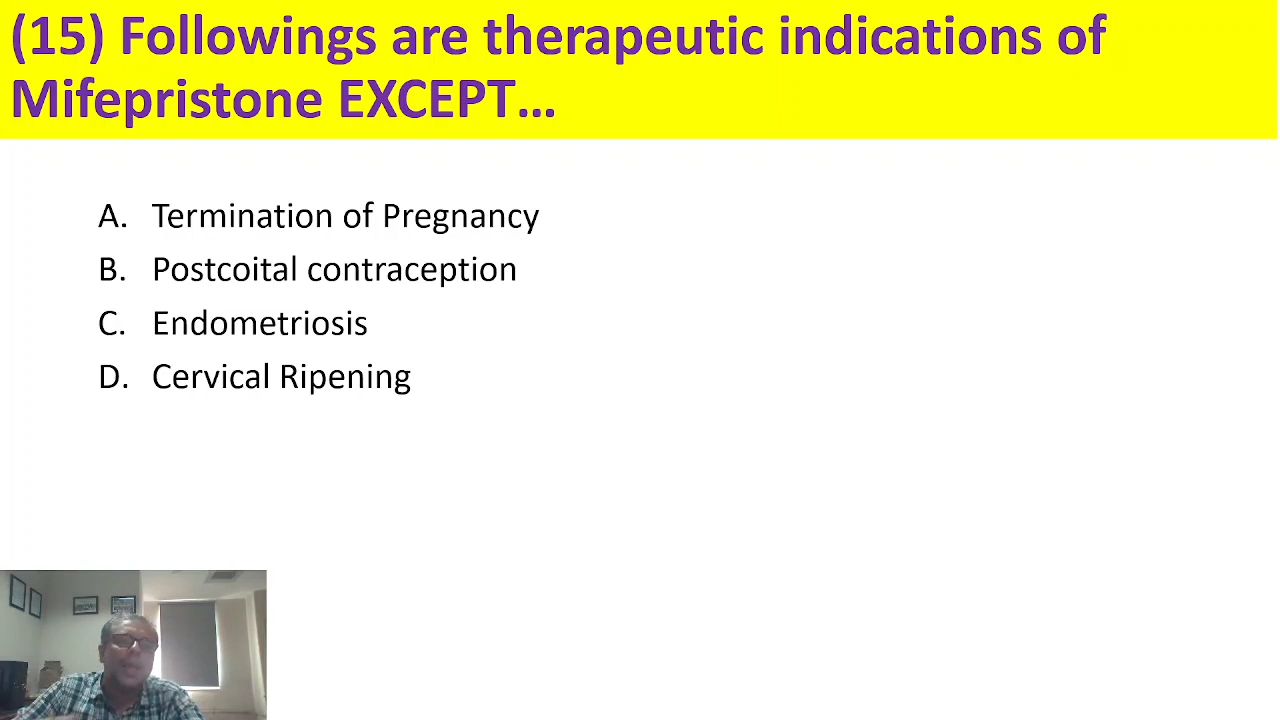 (15) Followings are therapeutic indications of
Mifepristone EXCEPT...
A. Termination of Pregnancy
B. Postcoital contraception
C. Endometriosis
D. Cervical Ripening